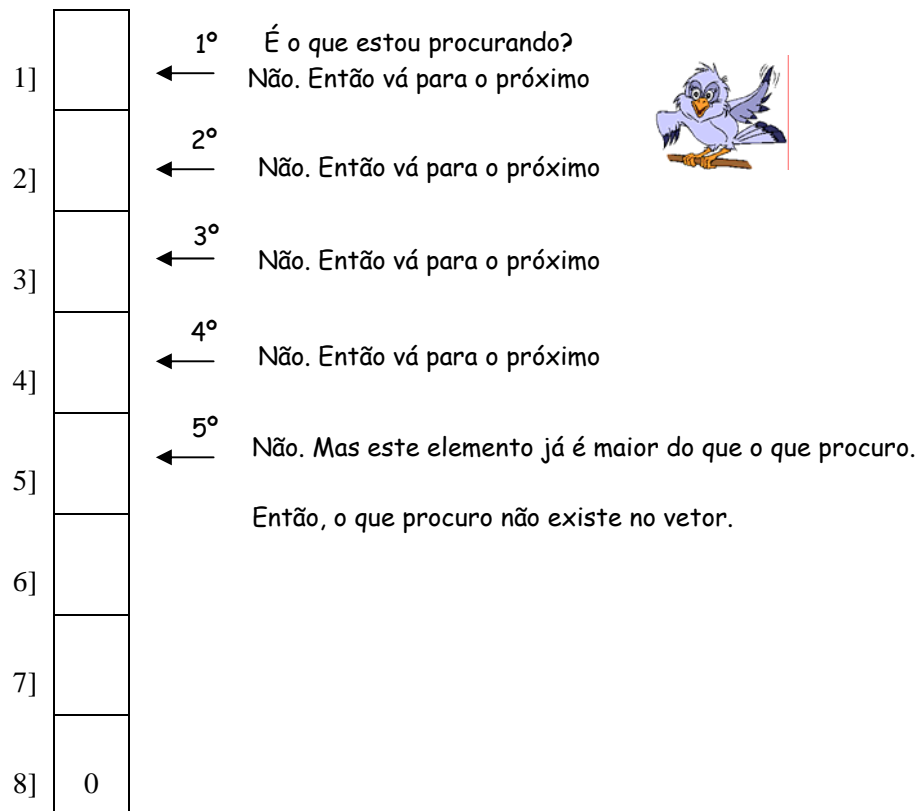 1º É o que estou procurando?
1] Não. Então vá para o próximo
2º
2] Não. Então vá para o próximo
3º
3] Não. Então vá para o próximo
4º
4] Não. Então vá para o próximo
5º
5] Não. Mas este elemento já é maior do que o que procuro.
Então, o que procuro não existe no vetor.
6]
7]
8] 0